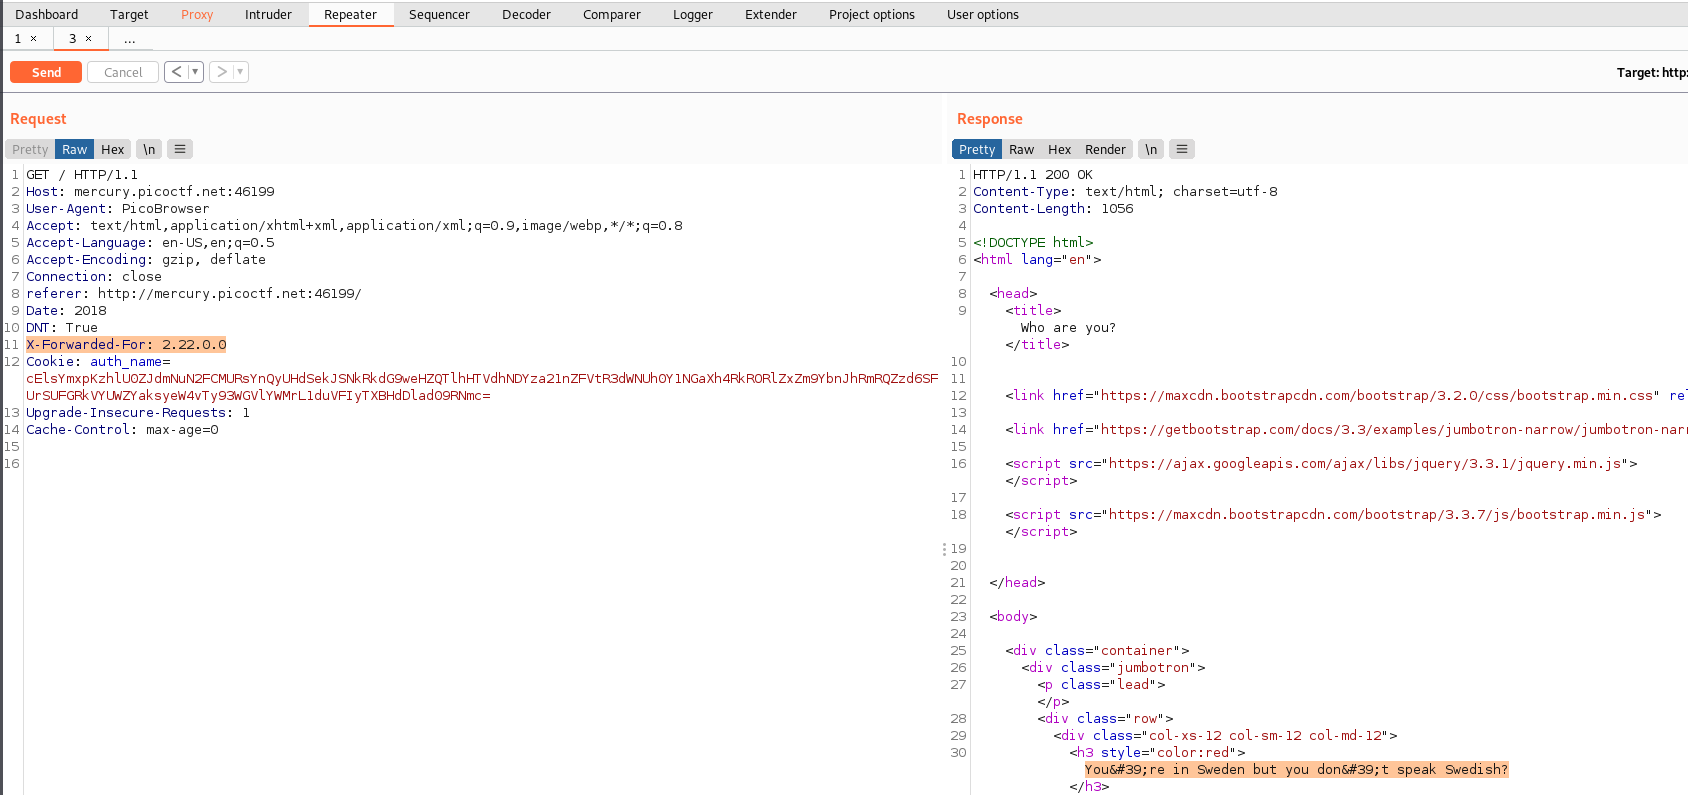 Dashboard Target Proxy Intruder Repeater Sequencer Decoder Comparer Logger Extender Project options User options
1 × 3 × ...
Send Cancel < ▾ > ▾ Target: http:
Request
Pretty Raw Hex \n ≡
1 GET / HTTP/1.1
2 Host: mercury.picoctf.net:46199
3 User-Agent: PicoBrowser
4 Accept: text/html,application/xhtml+xml,application/xml;q=0.9,image/webp,*/*;q=0.8
5 Accept-Language: en-US,en;q=0.5
6 Accept-Encoding: gzip, deflate
7 Connection: close
8 referer: http://mercury.picoctf.net:46199/
9 Date: 2018
10 DNT: True
11 X-Forwarded-For: 2.22.0.0
12 Cookie: auth_name=
13 Upgrade-Insecure-Requests: 1
14 Cache-Control: max-age=0
15
16
Response
Pretty Raw Hex Render \n ≡
1 HTTP/1.1 200 OK
2 Content-Type: text/html; charset=utf-8
3 Content-Length: 1056
4
5 <!DOCTYPE html>
6 <html lang="en">
7
8 <head>
9 <title>
Who are you?
</title>
10
11
12 <link href="https://maxcdn.bootstrapcdn.com/bootstrap/3.2.0/css/bootstrap.min.css" rel
13
14 <link href="https://getbootstrap.com/docs/3.3/examples/jumbotron-narrow/jumbotron-narr
15
16 <script src="https://ajax.googleapis.com/ajax/libs/jquery/3.3.1/jquery.min.js">
</script>
17
18 <script src="https://maxcdn.bootstrapcdn.com/bootstrap/3.3.7/js/bootstrap.min.js">
</script>
19
20
21 </head>
22
23 <body>
24
25 <div class="container">
26 <div class="jumbotron">
27 <p class="lead">
</p>
28 <div class="row">
29 <div class="col-xs-12 col-sm-12 col-md-12">
30 <h3 style="color:red">
You&#39;re in Sweden but you don&#39;t speak Swedish?
</h3>